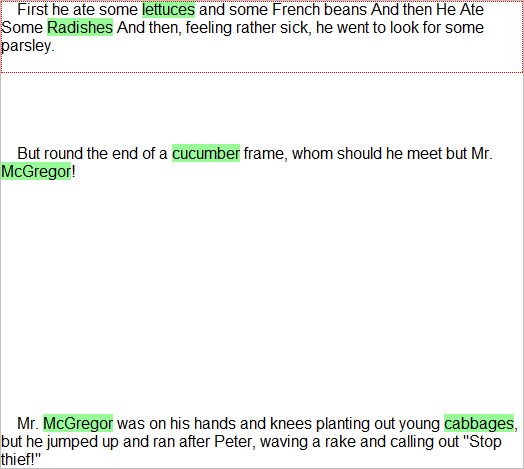 First he ate some lettuces and some French beans And then He Ate
Some Radishes And then, feeling rather sick, he went to look for some
parsley.
But round the end of a cucumber frame, whom should he meet but Mr.
McGregor!
Mr. McGregor was on his hands and knees planting out young cabbages,
but he jumped up and ran after Peter, waving a rake and calling out "Stop
thief!"